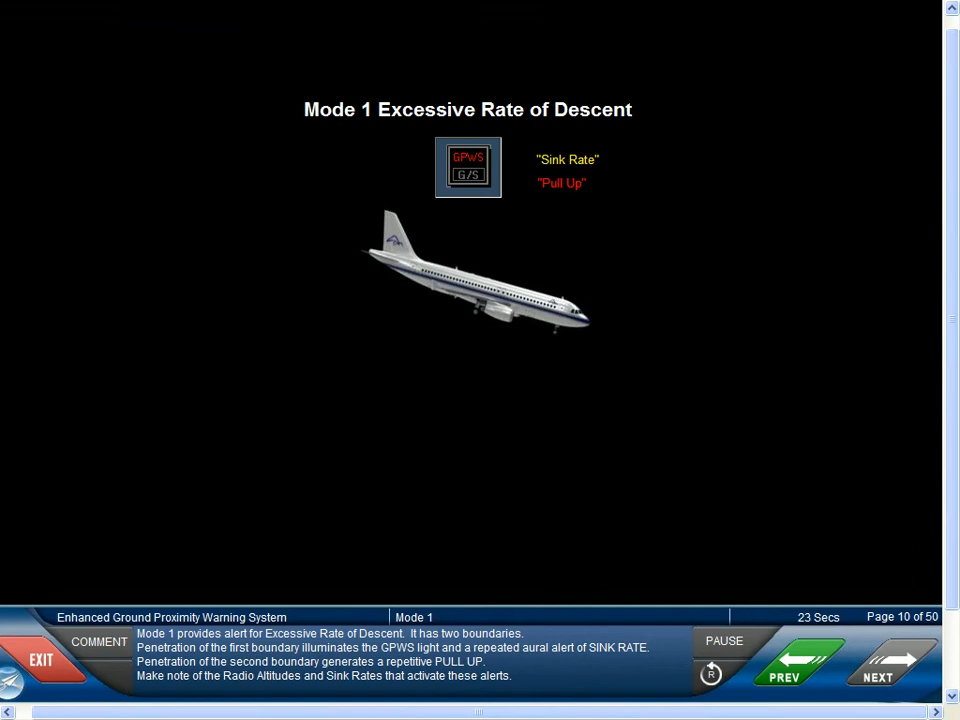 Mode 1 Excessive Rate of Descent
GPWS
G/S
"Sink Rate"
"Pull Up"
Enhanced Ground Proximity Warning System
Mode 1
23 Secs
Page 10 of 50
EXIT
COMMENT
Mode 1 provides alert for Excessive Rate of Descent. It has two boundaries.
Penetration of the first boundary illuminates the GPWS light and a repeated aural alert of SINK RATE.
Penetration of the second boundary generates a repetitive PULL UP.
Make note of the Radio Altitudes and Sink Rates that activate these alerts.
PAUSE
R
PREV
NEXT